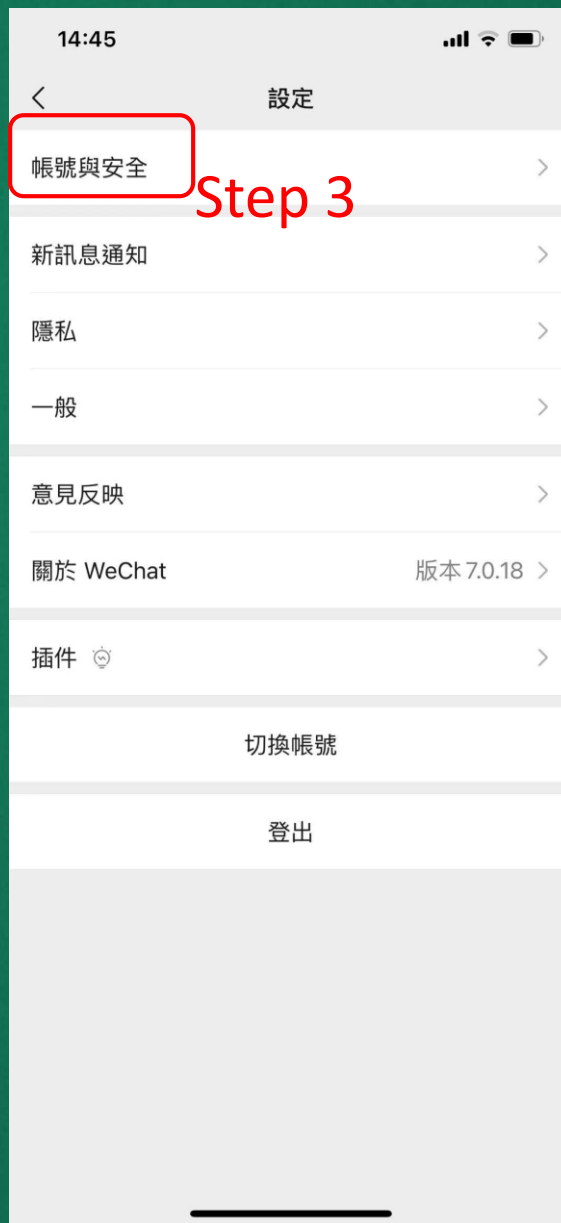 14:45
設定
帳號與安全
Step 3
新訊息通知
隱私
一般
意見反映
關於 WeChat 版本 7.0.18
插件
切換帳號
登出